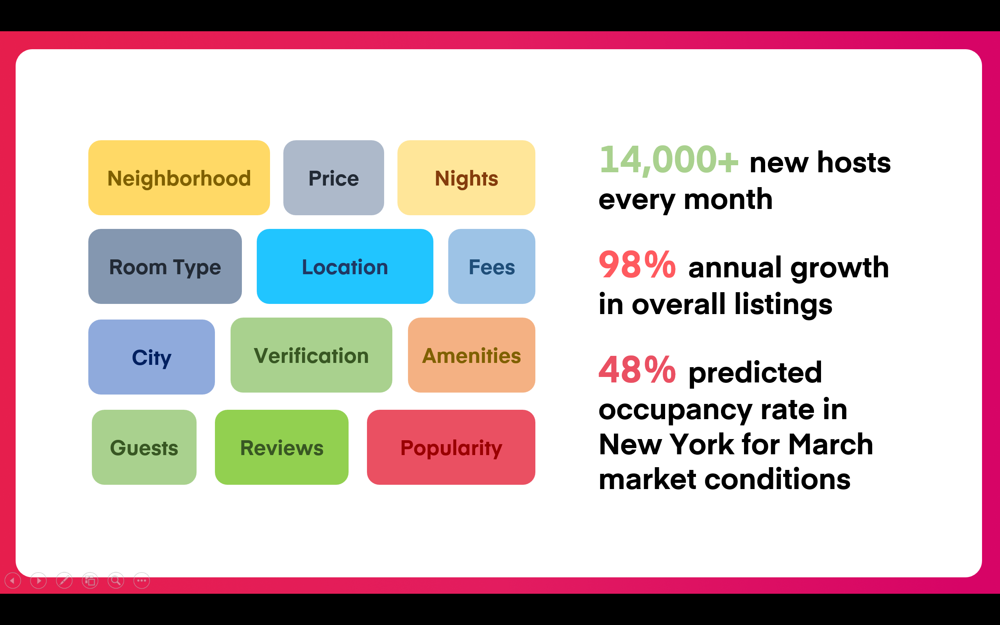 Neighborhood
Price
Nights
Room Type
Location
Fees
City
Verification
Amenities
Guests
Reviews
Popularity
14,000+ new hosts
every month
98% annual growth
in overall listings
48% predicted
occupancy rate in
New York for March
market conditions